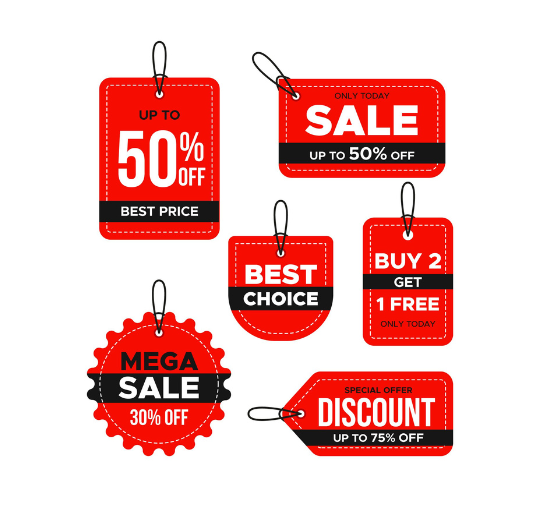 UP TO
50% OFF
BEST PRICE
ONLY TODAY
SALE
UP TO 50% OFF
BEST
CHOICE
BUY 2
GET
1 FREE
ONLY TODAY
MEGA
SALE
30% OFF
SPECIAL OFFER
DISCOUNT
UP TO 75% OFF